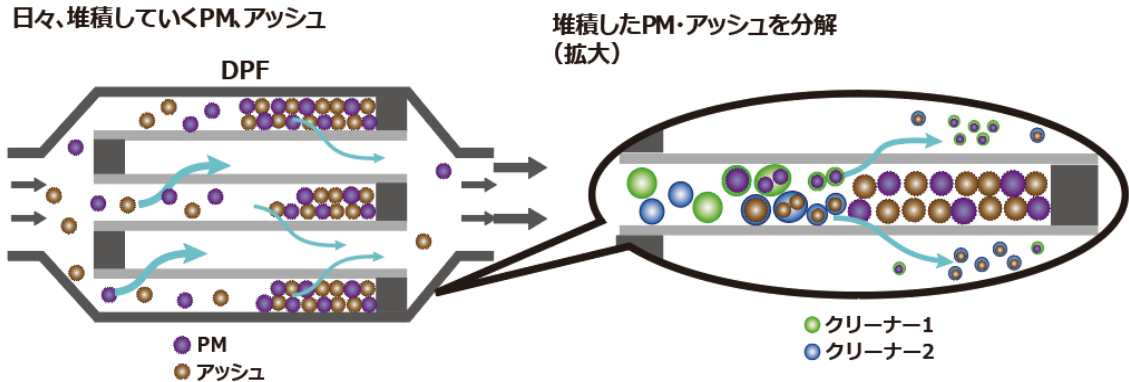 日々、堆積していくPM、アッシュ
DPF
PM
アッシュ
堆積したPM・アッシュを分解
（拡大）
クリーナー1
クリーナー2